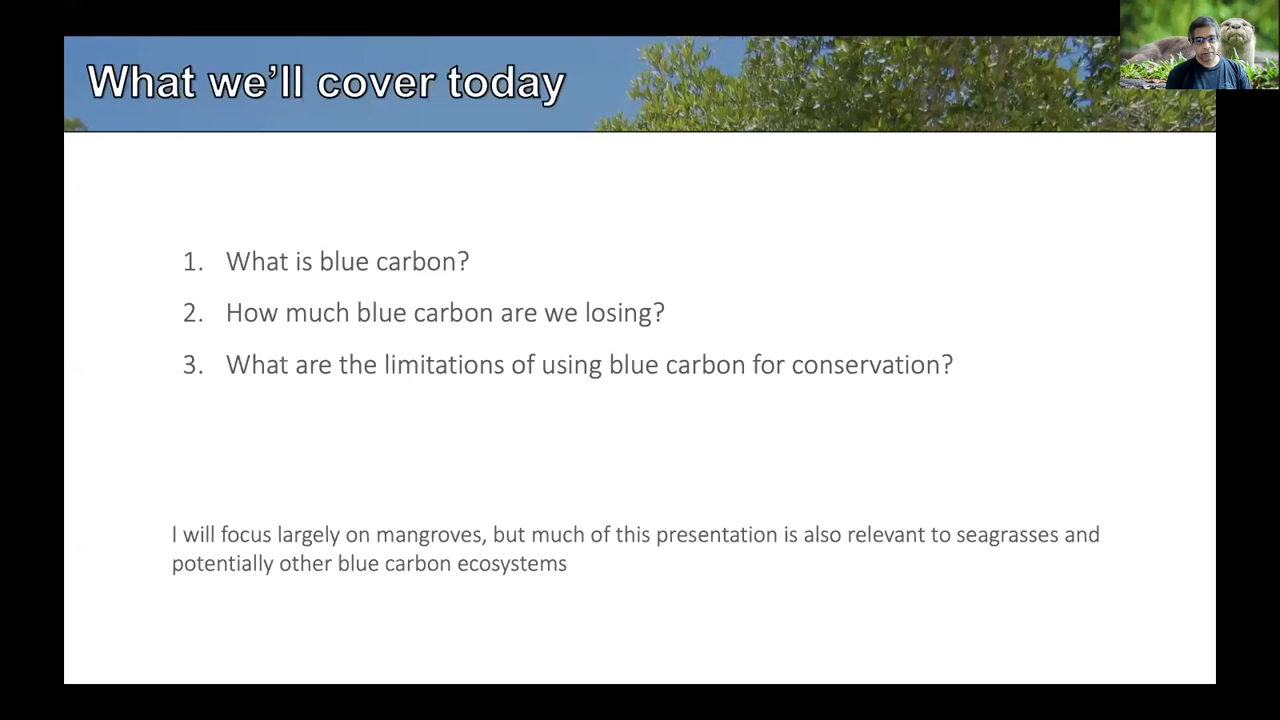 What we’ll cover today
1. What is blue carbon?
2. How much blue carbon are we losing?
3. What are the limitations of using blue carbon for conservation?
I will focus largely on mangroves, but much of this presentation is also relevant to seagrasses and
potentially other blue carbon ecosystems